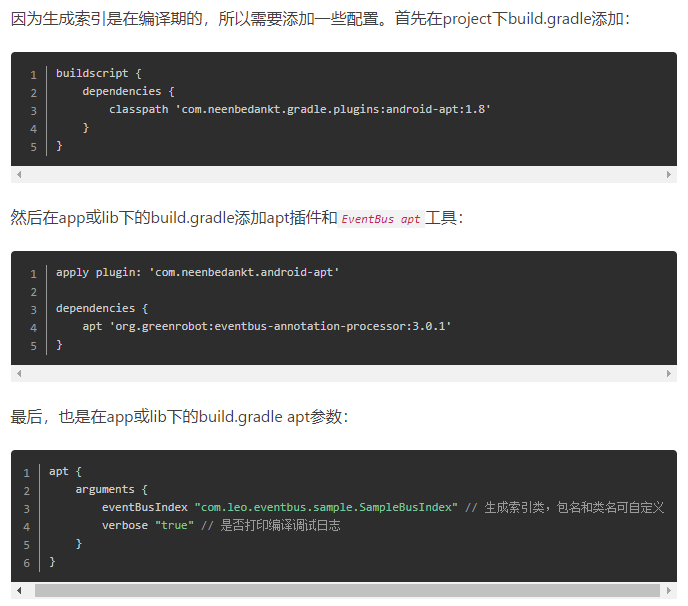 因为生成索引是在编译期的，所以需要添加一些配置。首先在project下build.gradle添加：
1 buildscript {
2     dependencies {
3         classpath 'com.neenbedankt.gradle.plugins:android-apt:1.8'
4     }
5 }
然后在app或lib下的build.gradle添加apt插件和 EventBus apt 工具：
1 apply plugin: 'com.neenbedankt.android-apt'
2
3 dependencies {
4     apt 'org.greenrobot:eventbus-annotation-processor:3.0.1'
5 }
最后，也是在app或lib下的build.gradle apt参数：
1 apt {
2     arguments {
3         eventBusIndex "com.leo.eventbus.sample.SampleBusIndex" // 生成索引类，包名和类名可自定义
4         verbose "true" // 是否打印编译调试日志
5     }
6 }